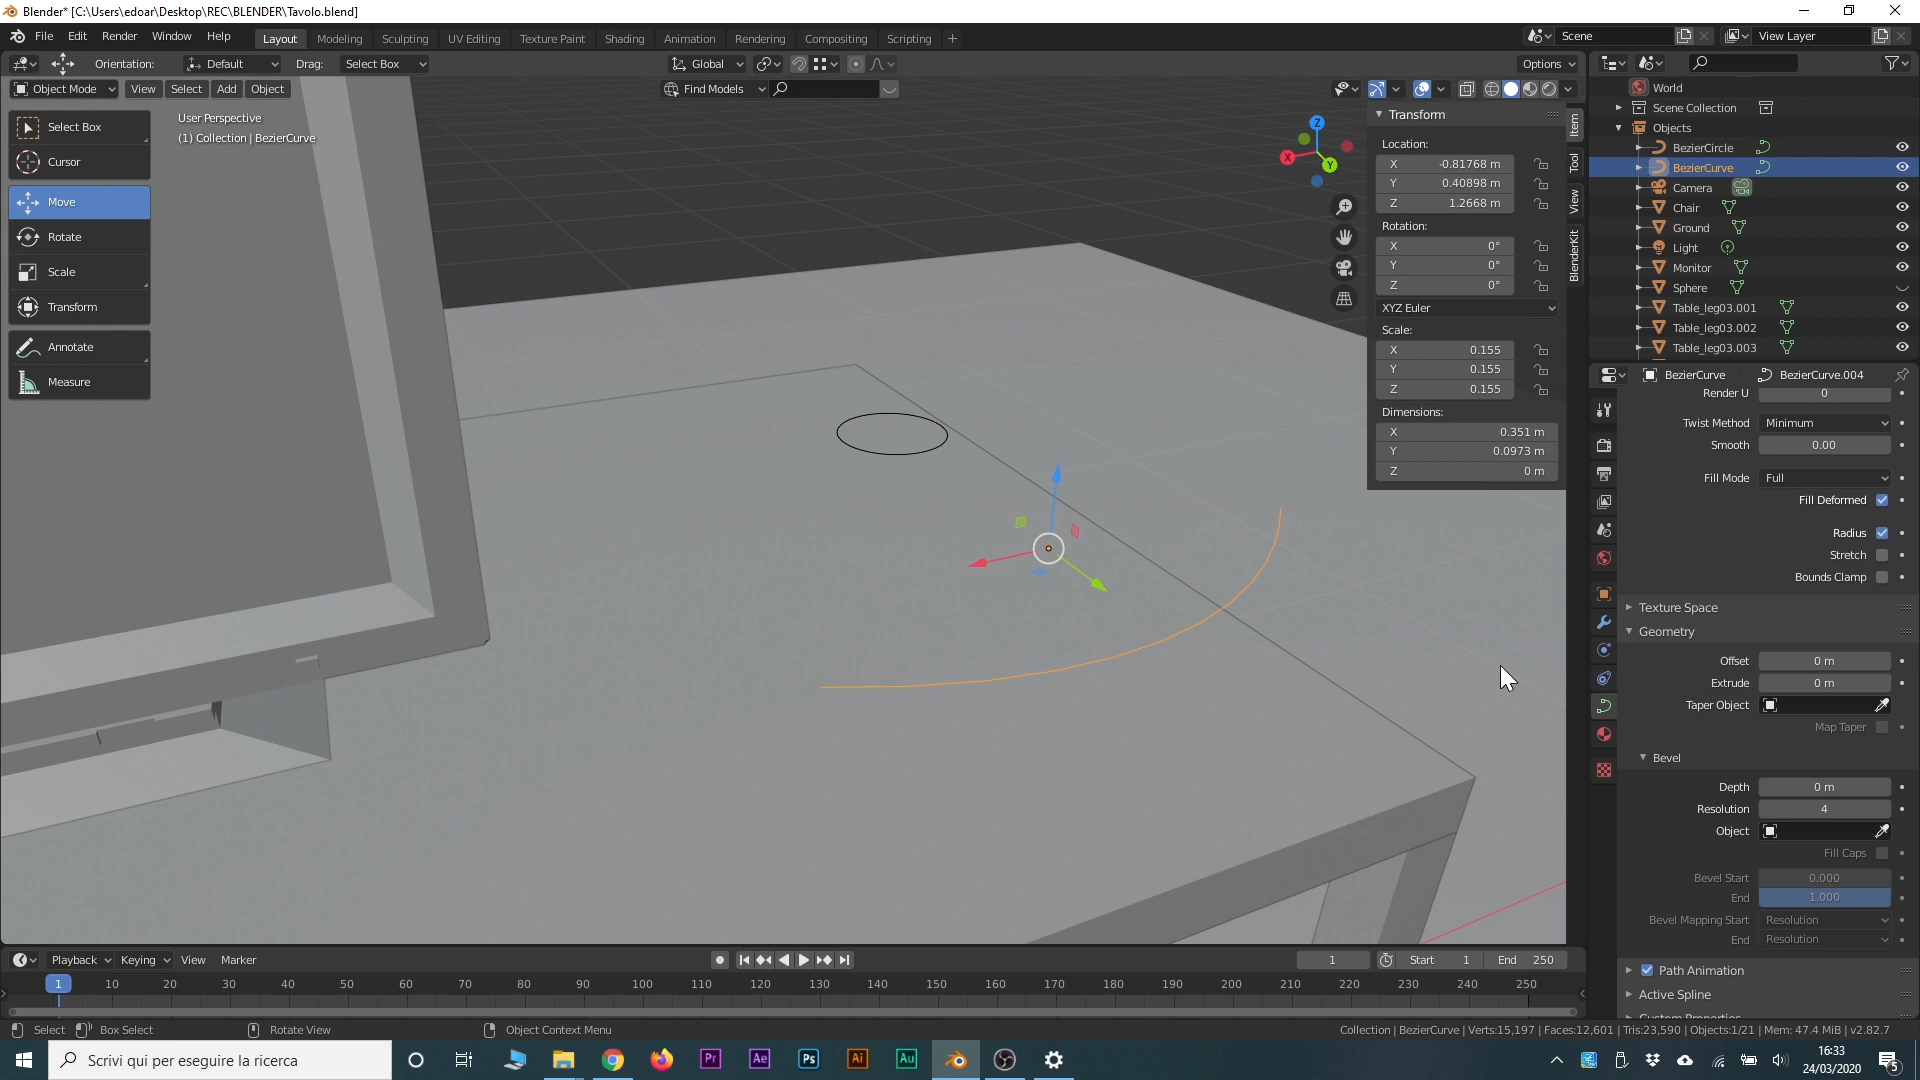 Blender* [C:\Users\edoar\Desktop\REC\BLENDER\Tavolo.blend]
File Edit Render Window Help Layout Modeling Sculpting UV Editing Texture Paint Shading Animation Rendering Compositing Scripting + Scene View Layer
Orientation: Default Drag: Select Box Global Options
Object Mode View Select Add Object Find Models
User Perspective
(1) Collection | BezierCurve
Select Box
Cursor
Move
Rotate
Scale
Transform
Annotate
Measure
Z
X
Y
Transform
Location:
X -0.81768 m
Y 0.40898 m
Z 1.2668 m
Rotation:
X 0°
Y 0°
Z 0°
XYZ Euler
Scale:
X 0.155
Y 0.155
Z 0.155
Dimensions:
X 0.351 m
Y 0.0973 m
Z 0 m
Item
Tool
View
BlenderKit
World
Scene Collection
Objects
BezierCircle
BezierCurve
Camera
Chair
Ground
Light
Monitor
Sphere
Table_leg03.001
Table_leg03.002
Table_leg03.003
BezierCurve BezierCurve.004
Render U 0
Twist Method Minimum
Smooth 0.00
Fill Mode Full
Fill Deformed
Radius
Stretch
Bounds Clamp
Texture Space
Geometry
Offset 0 m
Extrude 0 m
Taper Object
Map Taper
Bevel
Depth 0 m
Resolution 4
Object
Fill Caps
Bevel Start 0.000
End 1.000
Bevel Mapping Start Resolution
End Resolution
Path Animation
Active Spline
Custom Properties
Playback Keying View Marker 1 Start 1 End 250
1 10 20 30 40 50 60 70 80 90 100 110 120 130 140 150 160 170 180 190 200 210 220 230 240 250
Select Box Select Rotate View Object Context Menu Collection | BezierCurve | Verts:15,197 | Faces:12,601 | Tris:23,590 | Objects:1/21 | Mem: 47.4 MiB | v2.82.7
Scrivi qui per eseguire la ricerca Pr Ae Ps Ai Au
16:33
24/03/2020
5